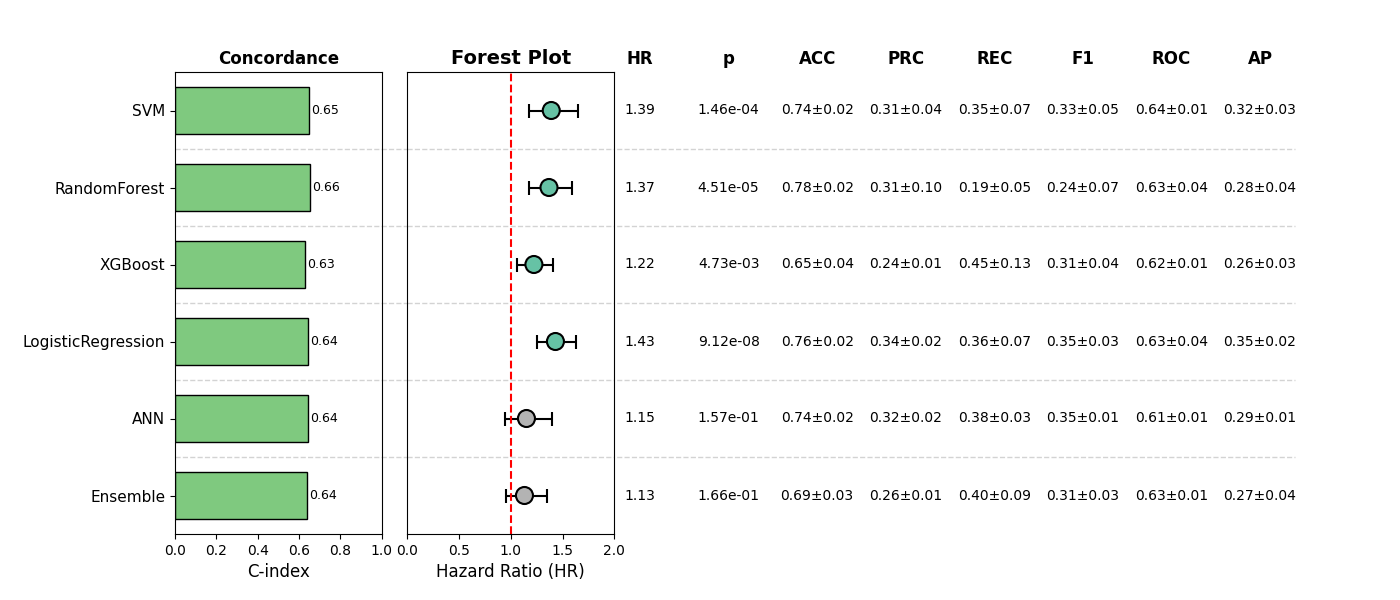 Concordance Forest Plot HR p ACC PRC REC F1 ROC AP
SVM 0.65 1.39 1.46e-04 0.74±0.02 0.31±0.04 0.35±0.07 0.33±0.05 0.64±0.01 0.32±0.03
RandomForest 0.66 1.37 4.51e-05 0.78±0.02 0.31±0.10 0.19±0.05 0.24±0.07 0.63±0.04 0.28±0.04
XGBoost 0.63 1.22 4.73e-03 0.65±0.04 0.24±0.01 0.45±0.13 0.31±0.04 0.62±0.01 0.26±0.03
LogisticRegression 0.64 1.43 9.12e-08 0.76±0.02 0.34±0.02 0.36±0.07 0.35±0.03 0.63±0.04 0.35±0.02
ANN 0.64 1.15 1.57e-01 0.74±0.02 0.32±0.02 0.38±0.03 0.35±0.01 0.61±0.01 0.29±0.01
Ensemble 0.64 1.13 1.66e-01 0.69±0.03 0.26±0.01 0.40±0.09 0.31±0.03 0.63±0.01 0.27±0.04
0.0 0.2 0.4 0.6 0.8 1.0 0.0 0.5 1.0 1.5 2.0
C-index Hazard Ratio (HR)